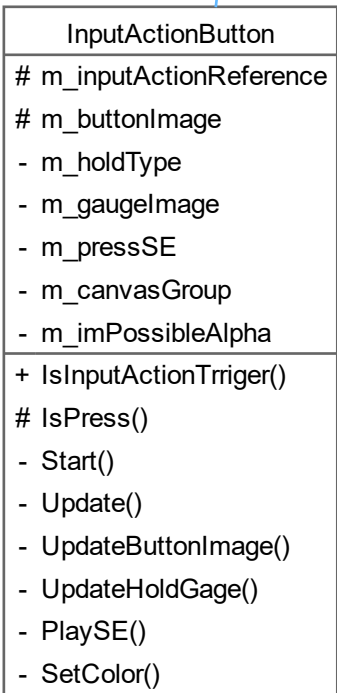 InputActionButton
# m_inputActionReference
# m_buttonImage
- m_holdType
- m_gaugeImage
- m_pressSE
- m_canvasGroup
- m_imPossibleAlpha
+ IsInputActionTrriger()
# IsPress()
- Start()
- Update()
- UpdateButtonImage()
- UpdateHoldGage()
- PlaySE()
- SetColor()